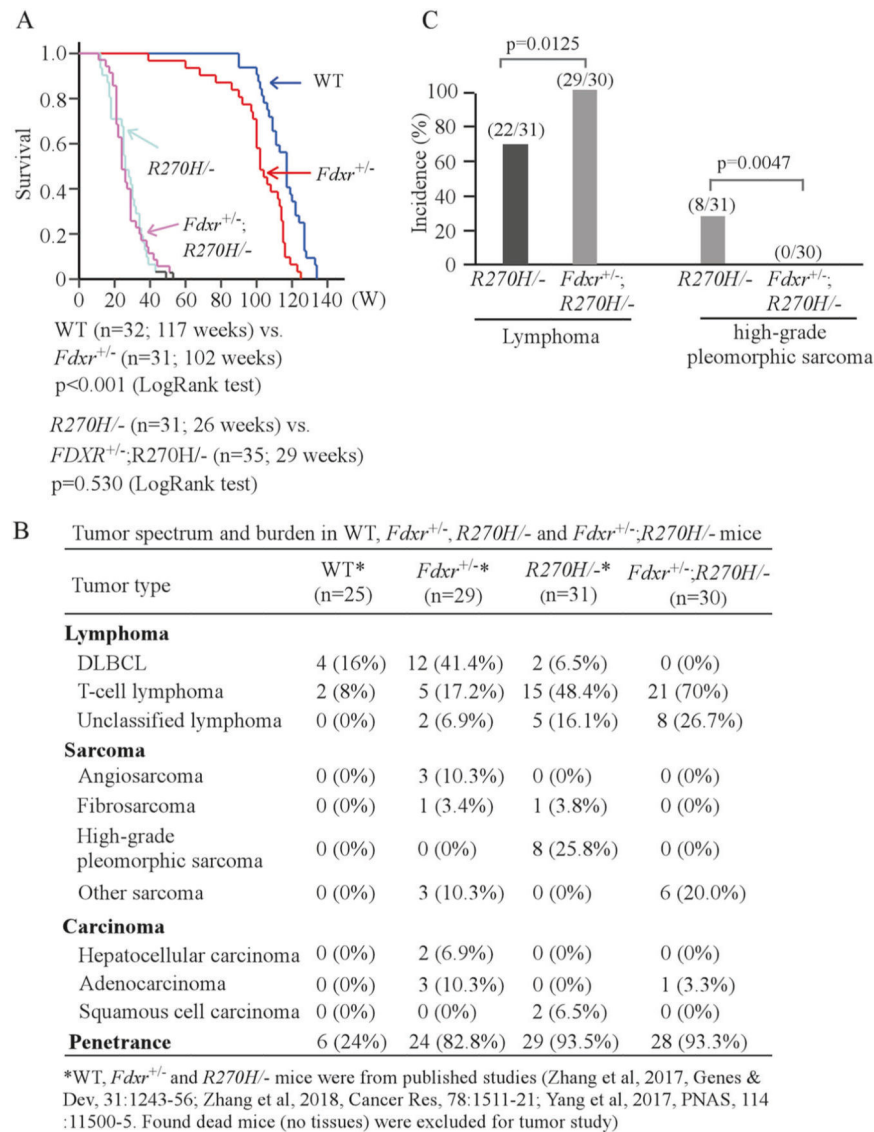 A
1.0
0.8
0.6
0.4
0.2
0
Survival
WT
Fdxr+/-
R270H/-
Fdxr+/-;
R270H/-
0 20 40 60 80 100 120 140 (W)
WT (n=32; 117 weeks) vs.
Fdxr+/- (n=31; 102 weeks)
p<0.001 (LogRank test)
R270H/- (n=31; 26 weeks) vs.
FDXR+/-;R270H/- (n=35; 29 weeks)
p=0.530 (LogRank test)
C
p=0.0125
(29/30)
(22/31)
p=0.0047
(8/31)
(0/30)
100
80
60
40
20
0
Incidence (%)
R270H/- Fdxr+/-; R270H/- Fdxr+/-;
R270H/- R270H/-
Lymphoma
high-grade
pleomorphic sarcoma
B
Tumor spectrum and burden in WT, Fdxr+/-, R270H/- and Fdxr+/-;R270H/- mice
Tumor type WT* Fdxr+/-* R270H/-* Fdxr+/-;R270H/-
(n=25) (n=29) (n=31) (n=30)
Lymphoma
DLBCL 4 (16%) 12 (41.4%) 2 (6.5%) 0 (0%)
T-cell lymphoma 2 (8%) 5 (17.2%) 15 (48.4%) 21 (70%)
Unclassified lymphoma 0 (0%) 2 (6.9%) 5 (16.1%) 8 (26.7%)
Sarcoma
Angiosarcoma 0 (0%) 3 (10.3%) 0 (0%) 0 (0%)
Fibrosarcoma 0 (0%) 1 (3.4%) 1 (3.8%) 0 (0%)
High-grade
pleomorphic sarcoma 0 (0%) 0 (0%) 8 (25.8%) 0 (0%)
Other sarcoma 0 (0%) 3 (10.3%) 0 (0%) 6 (20.0%)
Carcinoma
Hepatocellular carcinoma 0 (0%) 2 (6.9%) 0 (0%) 0 (0%)
Adenocarcinoma 0 (0%) 3 (10.3%) 0 (0%) 1 (3.3%)
Squamous cell carcinoma 0 (0%) 0 (0%) 2 (6.5%) 0 (0%)
Penetrance 6 (24%) 24 (82.8%) 29 (93.5%) 28 (93.3%)
*WT, Fdxr+/- and R270H/- mice were from published studies (Zhang et al, 2017, Genes &
Dev, 31:1243-56; Zhang et al, 2018, Cancer Res, 78:1511-21; Yang et al, 2017, PNAS, 114
:11500-5. Found dead mice (no tissues) were excluded for tumor study)